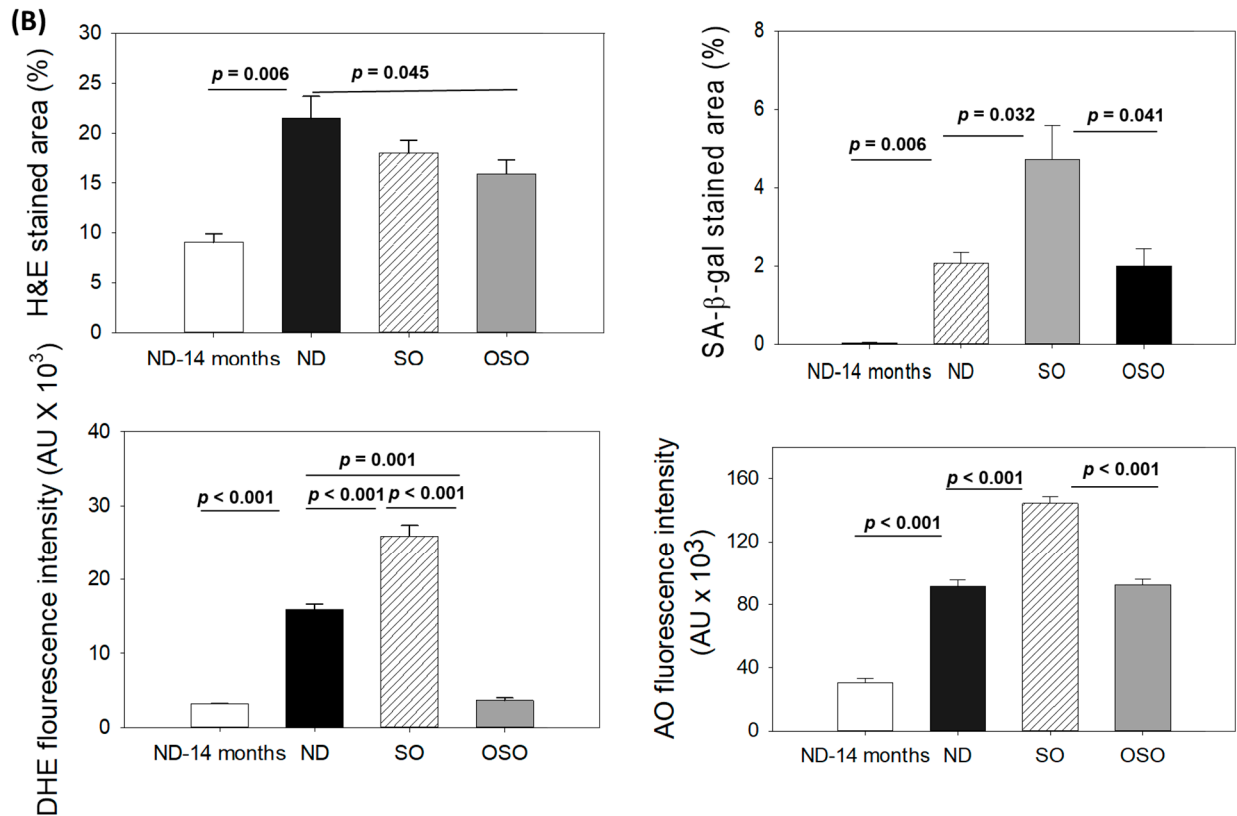 (B)
H&E stained area (%)
30
25
20
15
10
5
0
p = 0.006
p = 0.045
ND-14 months ND SO OSO
SA-β-gal stained area (%)
8
6
4
2
0
p = 0.006
p = 0.032
p = 0.041
ND-14 months ND SO OSO
DHE flourescence intensity (AU X 10³)
40
30
20
10
0
p = 0.001
p < 0.001
p < 0.001
p < 0.001
ND-14 months ND SO OSO
AO fluorescence intensity
(AU x 10³)
160
120
80
40
0
p < 0.001
p < 0.001
p < 0.001
ND-14 months ND SO OSO